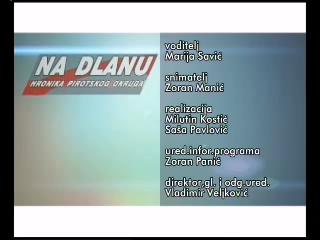 NA DLANU
HRONIKA PIROTSKOG OKRUGA
voditelj
Marija Savić
snimatelj
Zoran Manić
realizacija
Milutin Kostić
Saša Pavlović
ured.infor.programa
Zoran Panić
direktor,gl. i odg.ured.
Vladimir Veljković